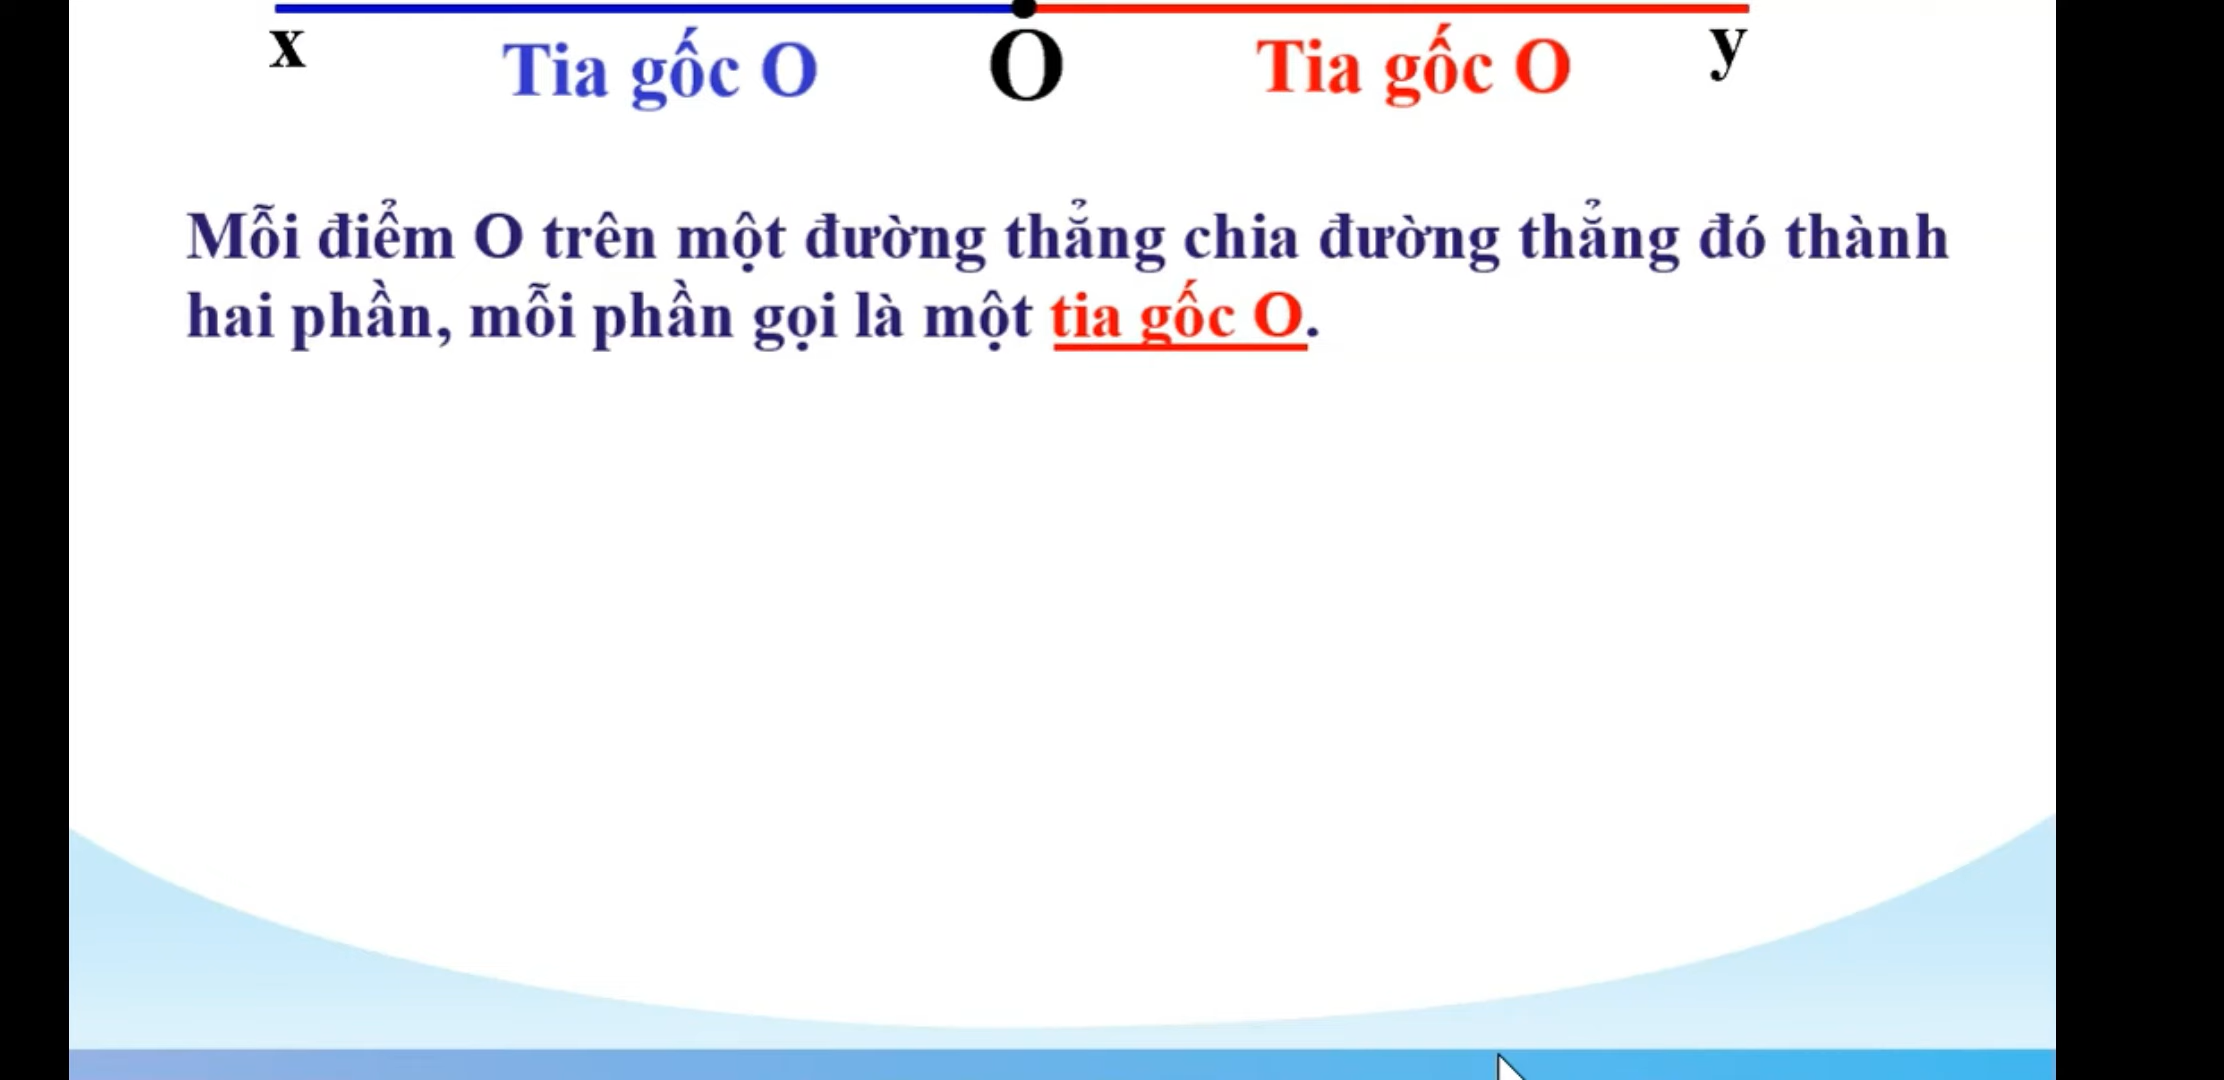 x Tia gốc O O Tia gốc O y
Mỗi điểm O trên một đường thẳng chia đường thẳng đó thành
hai phần, mỗi phần gọi là một tia gốc O.